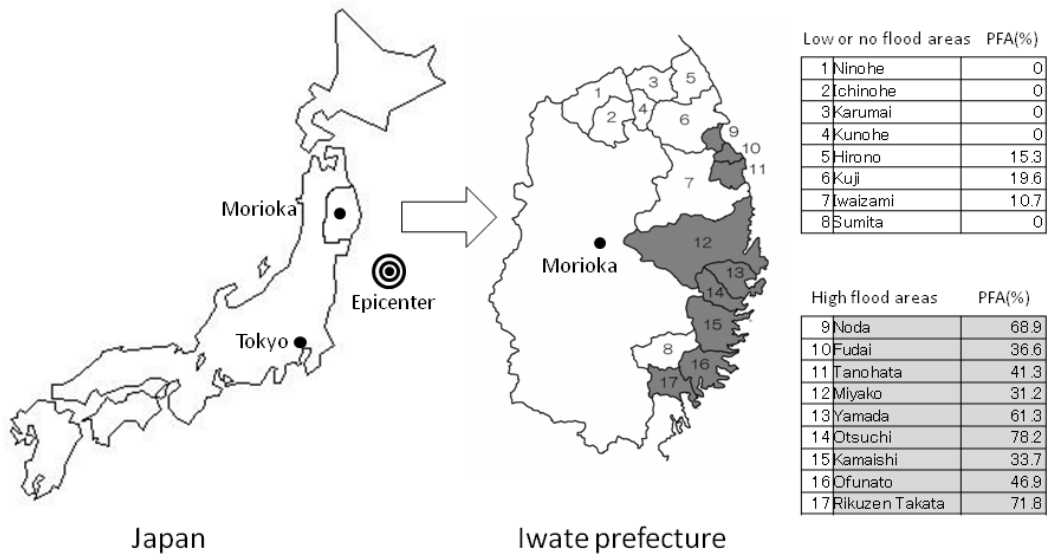 Morioka
Epicenter
Tokyo
Japan
1
2
3
4
5
6
7
9
10
11
12
Morioka
13
14
15
8
16
17
Iwate prefecture
Low or no flood areas PFA(%)
1 Ninohe 0
2 Ichinohe 0
3 Karumai 0
4 Kunohe 0
5 Hirono 15.3
6 Kuji 19.6
7 Iwaizami 10.7
8 Sumita 0
High flood areas PFA(%)
9 Noda 68.9
10 Fudai 36.6
11 Tanohata 41.3
12 Miyako 31.2
13 Yamada 61.3
14 Otsuchi 78.2
15 Kamaishi 33.7
16 Ofunato 46.9
17 Rikuzen Takata 71.8